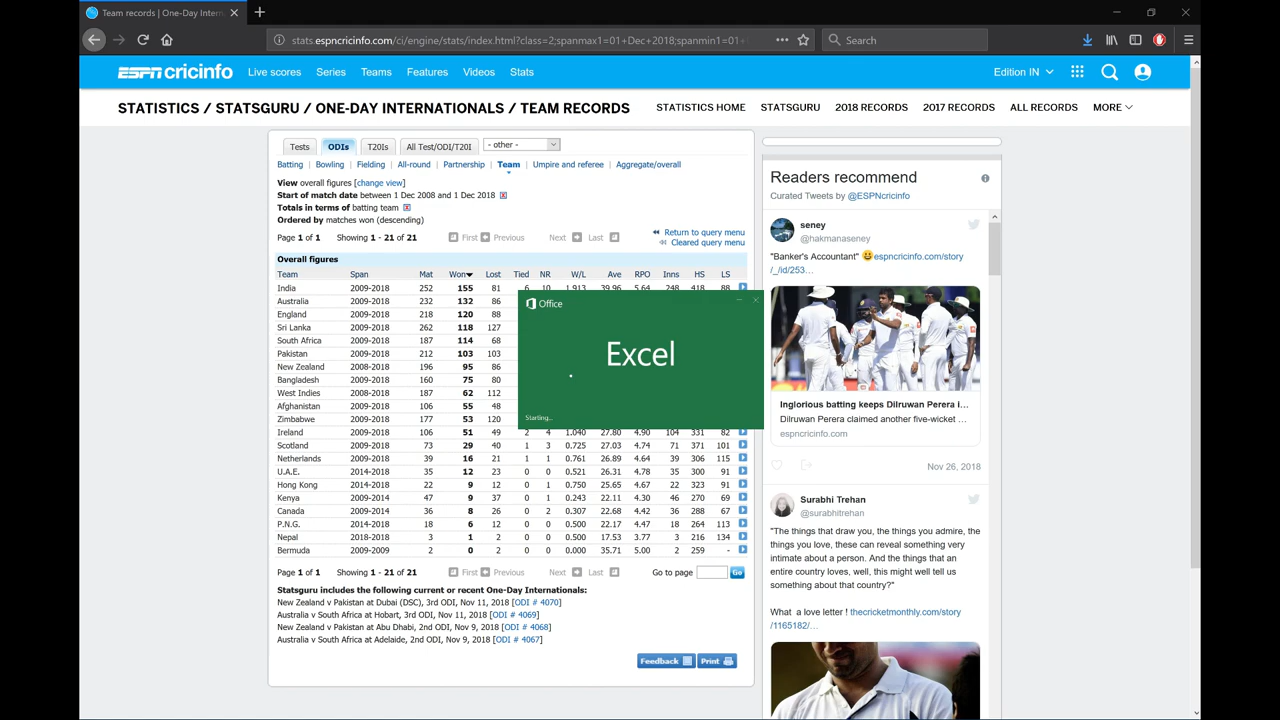 Team records | One-Day Intern
stats.espncricinfo.com/ci/engine/stats/index.html?class=2;spanmax1=01+Dec+2018;spanmin1=01+
Search
ESPN cricinfo Live scores Series Teams Features Videos Stats Edition IN
STATISTICS / STATSGURU / ONE-DAY INTERNATIONALS / TEAM RECORDS STATISTICS HOME STATSGURU 2018 RECORDS 2017 RECORDS ALL RECORDS MORE
Tests ODIs T20Is All Test/ODI/T20I - other -
Batting Bowling Fielding All-round Partnership Team Umpire and referee Aggregate/overall
View overall figures [change view]
Start of match date between 1 Dec 2008 and 1 Dec 2018
Totals in terms of batting team
Ordered by matches won (descending)
Page 1 of 1 Showing 1 - 21 of 21 First Previous Next Last
Return to query menu
Cleared query menu
Overall figures
Team Span Mat Won Lost Tied NR W/L Ave RPO Inns HS LS
India 2009-2018 252 155 81 6 10 1.913 39.96 5.64 248 418 88
Australia 2009-2018 232 132 86
England 2009-2018 218 120 88
Sri Lanka 2009-2018 262 118 127
South Africa 2009-2018 187 114 68
Pakistan 2009-2018 212 103 103
New Zealand 2009-2018 196 95 86
Bangladesh 2009-2018 160 75 80
West Indies 2008-2018 187 62 112
Afghanistan 2009-2018 106 55 48
Zimbabwe 2009-2018 177 53 120
Ireland 2009-2018 106 51 49 2 4 1.040 27.80 4.90 104 331 82
Scotland 2009-2018 73 29 40 1 3 0.725 27.03 4.74 71 371 101
Netherlands 2009-2018 39 16 21 1 1 0.761 26.89 4.64 39 306 115
U.A.E. 2014-2018 35 12 23 0 0 0.521 26.31 4.78 35 300 91
Hong Kong 2014-2018 22 9 12 0 1 0.750 25.65 4.67 22 323 91
Kenya 2009-2014 47 9 37 0 1 0.243 22.11 4.30 46 270 69
Canada 2009-2014 36 8 26 0 2 0.307 22.68 4.42 36 288 67
P.N.G. 2014-2018 18 6 12 0 0 0.500 22.17 4.47 18 264 113
Nepal 2018-2018 3 1 2 0 0 0.500 17.53 3.77 3 216 134
Bermuda 2009-2009 2 0 2 0 0 0.000 35.71 5.00 2 259 -
Page 1 of 1 Showing 1 - 21 of 21 First Previous Next Last Go to page Go
Statsguru includes the following current or recent One-Day Internationals:
New Zealand v Pakistan at Dubai (DSC), 3rd ODI, Nov 11, 2018 [ODI # 4070]
Australia v South Africa at Hobart, 3rd ODI, Nov 11, 2018 [ODI # 4069]
New Zealand v Pakistan at Abu Dhabi, 2nd ODI, Nov 9, 2018 [ODI # 4068]
Australia v South Africa at Adelaide, 2nd ODI, Nov 9, 2018 [ODI # 4067]
Feedback Print
Office
Excel
Starting...
Readers recommend
Curated Tweets by @ESPNcricinfo
seney
@hakmanaseney
"Banker's Accountant" 😀espncricinfo.com/story
/_/id/253…
Inglorious batting keeps Dilruwan Perera i...
Dilruwan Perera claimed another five-wicket ...
espncricinfo.com
Nov 26, 2018
Surabhi Trehan
@surabhitrehan
"The things that draw you, the things you admire, the
things you love, these can reveal something very
intimate about a person. And the things that an
entire country loves, well, this might well tell us
something about that country?"
What a love letter ! thecricketmonthly.com/story
/1165182/…